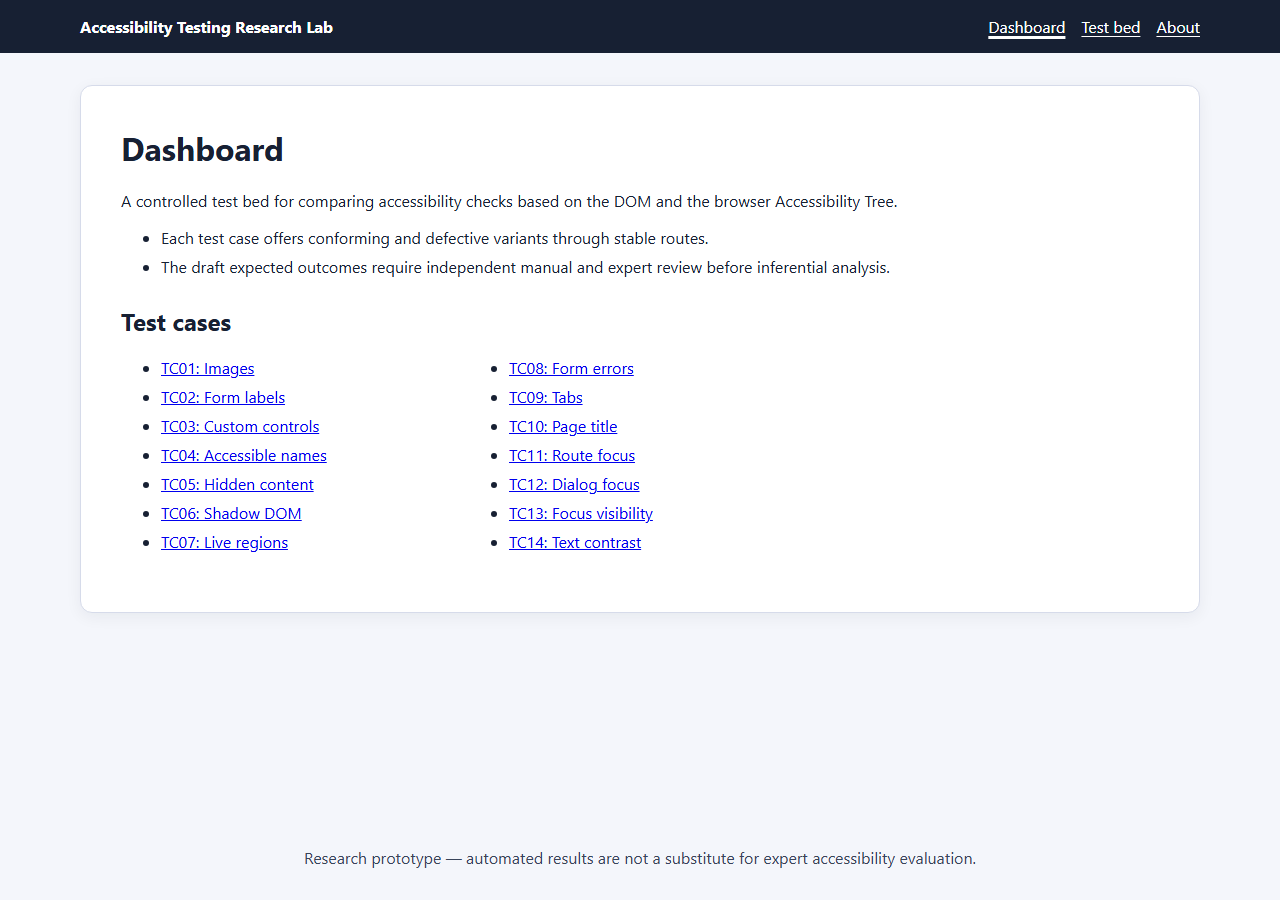 Accessibility Testing Research Lab
Dashboard Test bed About
Dashboard
A controlled test bed for comparing accessibility checks based on the DOM and the browser Accessibility Tree.
Each test case offers conforming and defective variants through stable routes.
The draft expected outcomes require independent manual and expert review before inferential analysis.
Test cases
TC01: Images
TC02: Form labels
TC03: Custom controls
TC04: Accessible names
TC05: Hidden content
TC06: Shadow DOM
TC07: Live regions
TC08: Form errors
TC09: Tabs
TC10: Page title
TC11: Route focus
TC12: Dialog focus
TC13: Focus visibility
TC14: Text contrast
Research prototype — automated results are not a substitute for expert accessibility evaluation.